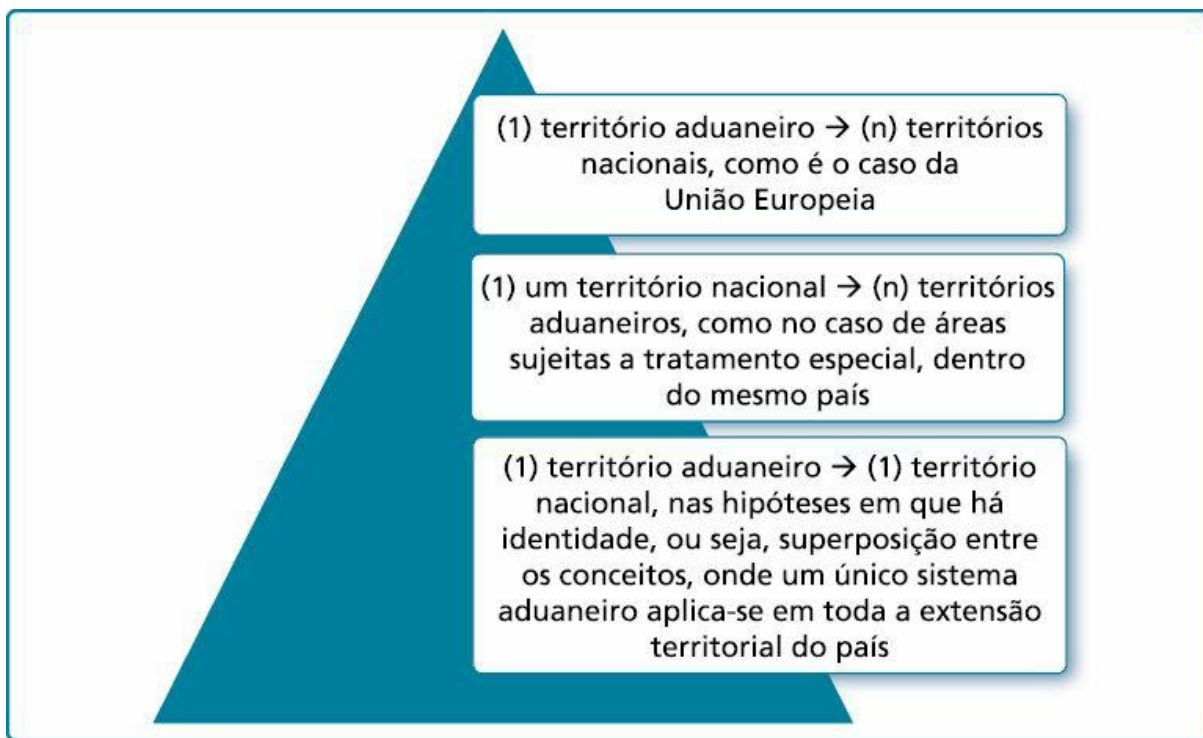 (1) território aduaneiro → (n) territórios
nacionais, como é o caso da
União Europeia
(1) um território nacional → (n) territórios
aduaneiros, como no caso de áreas
sujeitas a tratamento especial, dentro
do mesmo país
(1) território aduaneiro → (1) território
nacional, nas hipóteses em que há
identidade, ou seja, superposição entre
os conceitos, onde um único sistema
aduaneiro aplica-se em toda a extensão
territorial do país